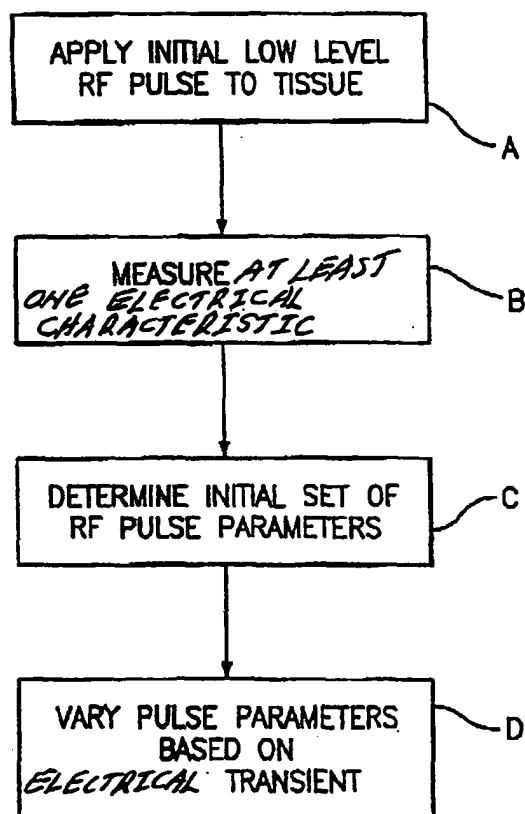 APPLY INITIAL LOW LEVEL
RF PULSE TO TISSUE
A
MEASURE AT LEAST
ONE ELECTRICAL
CHARACTERISTIC
B
DETERMINE INITIAL SET OF
RF PULSE PARAMETERS
C
VARY PULSE PARAMETERS
BASED ON
ELECTRICAL TRANSIENT
D